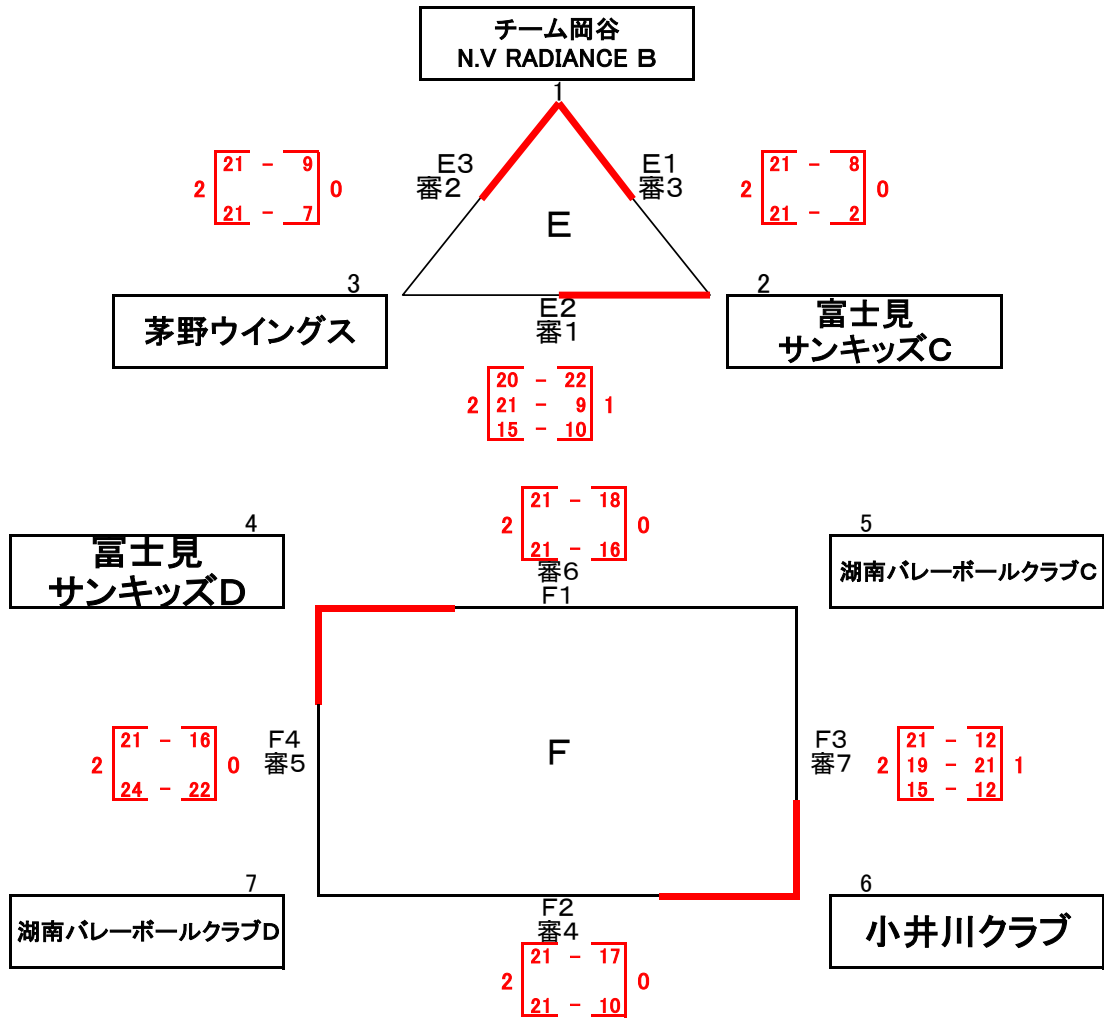 チーム岡谷
N.V RADIANCE B
1
E3
審2
E1
審3
21 - 9
2 0
21 - 7
21 - 8
2 0
21 - 2
E
3
茅野ウイングス
2
富士見
サンキッズC
E2
審1
20 - 22
2 21 - 9 1
15 - 10
21 - 18
2 0
21 - 16
4
富士見
サンキッズD
5
湖南バレーボールクラブC
審6
F1
21 - 16
2 0
24 - 22
F4
審5
F
F3
審7
21 - 12
2 19 - 21 1
15 - 12
7
湖南バレーボールクラブD
6
小井川クラブ
F2
審4
21 - 17
2 0
21 - 10